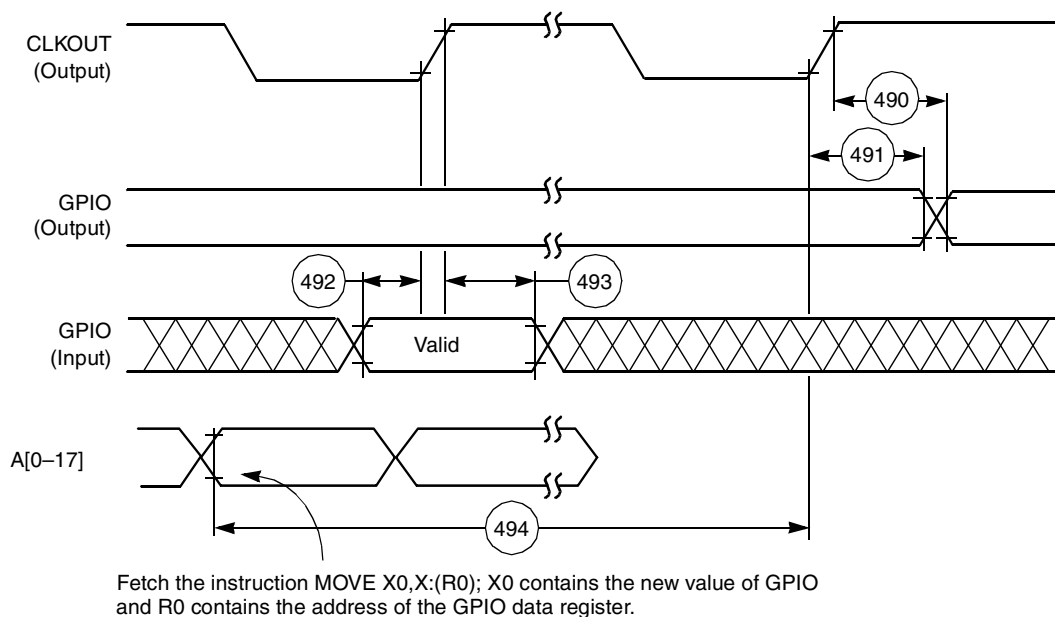 CLKOUT
(Output)
490
491
GPIO
(Output)
492
493
GPIO
(Input)
Valid
A[0–17]
494
Fetch the instruction MOVE X0,X:(R0); X0 contains the new value of GPIO
and R0 contains the address of the GPIO data register.